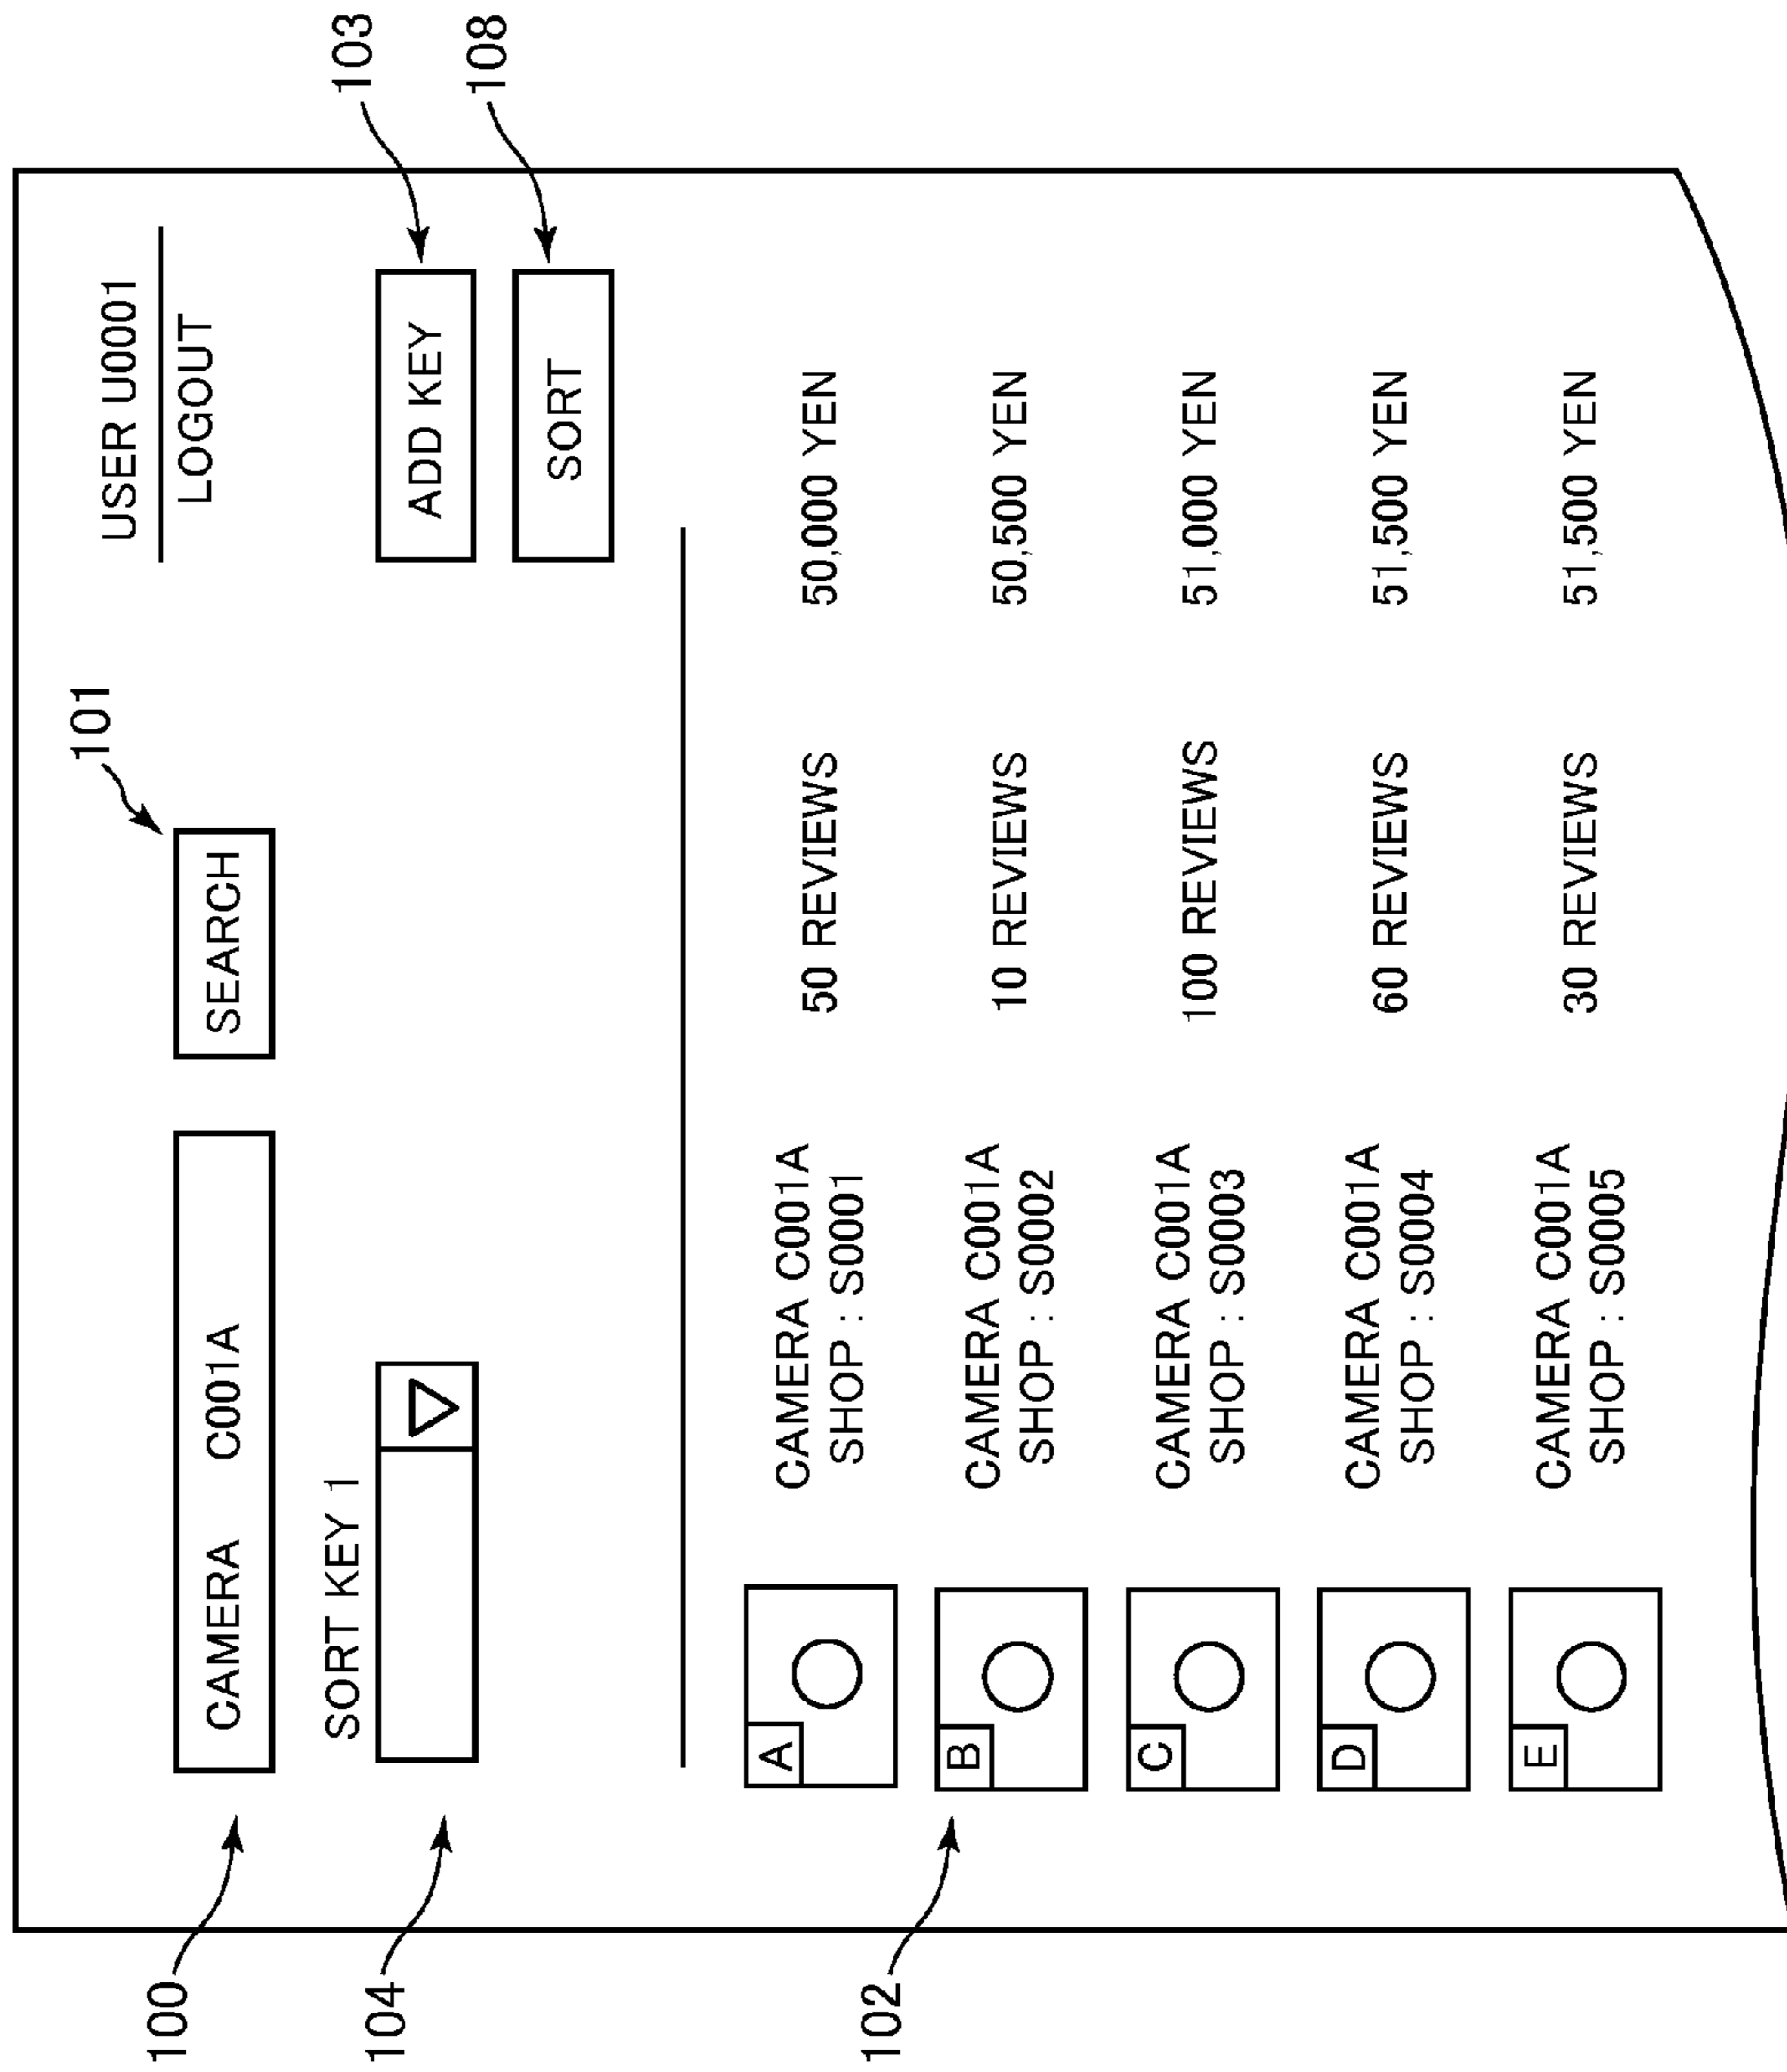 USER U0001
LOGOUT
101
100
CAMERA C001A
SEARCH
103
SORT KEY 1
104
ADD KEY
108
SORT
102
A
CAMERA C001A
SHOP : S0001
50 REVIEWS
50,000 YEN
B
CAMERA C001A
SHOP : S0002
10 REVIEWS
50,500 YEN
C
CAMERA C001A
SHOP : S0003
100 REVIEWS
51,000 YEN
D
CAMERA C001A
SHOP : S0004
60 REVIEWS
51,500 YEN
E
CAMERA C001A
SHOP : S0005
30 REVIEWS
51,500 YEN